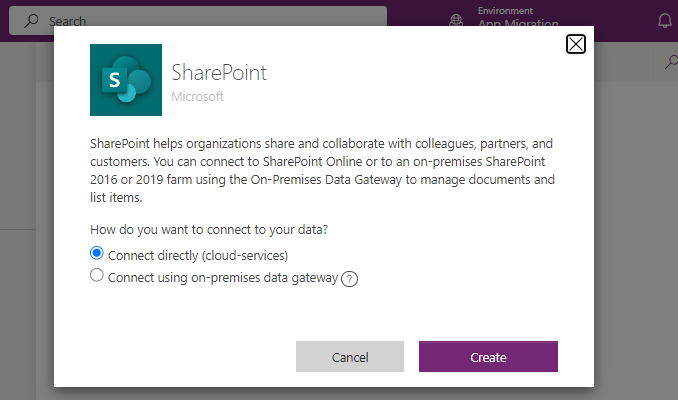 Search
Environment
App Migration
S
SharePoint
Microsoft
SharePoint helps organizations share and collaborate with colleagues, partners, and
customers. You can connect to SharePoint Online or to an on-premises SharePoint
2016 or 2019 farm using the On-Premises Data Gateway to manage documents and
list items.
How do you want to connect to your data?
Connect directly (cloud-services)
Connect using on-premises data gateway ?
Cancel
Create